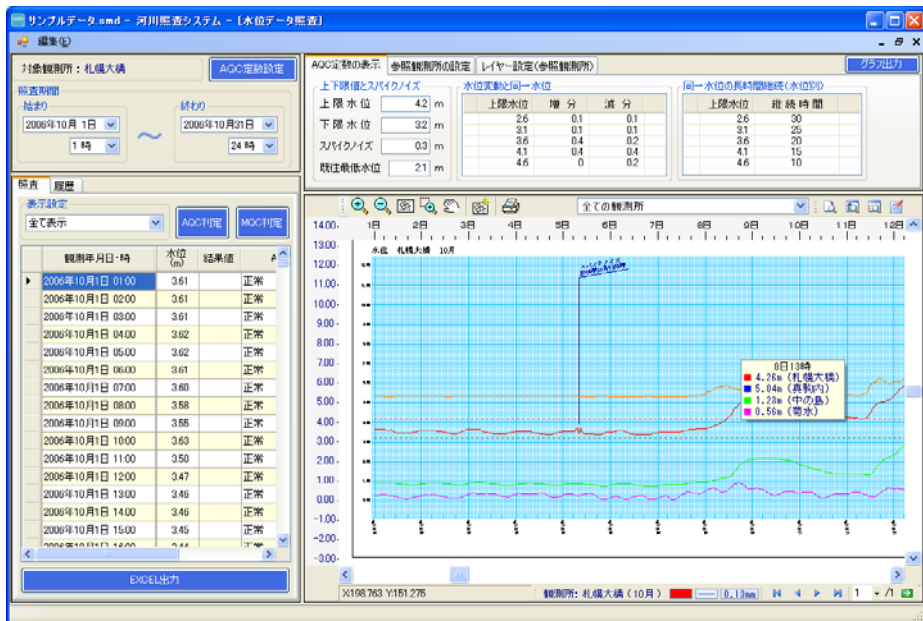 サンプルデータ.smd - 河川照査システム - [水位データ照査]
編集(E)
対象観測所：札幌大橋
AQC定数設定
照査期間
始まり
終わり
2006年10月 1日
～
2006年10月31日
1 時
24 時
AQC定数の表示 参照観測所の設定 レイヤー設定(参照観測所)
グラフ出力
上下限値とスパイクノイズ
上限水位 4.2 m
下限水位 3.2 m
スパイクノイズ 0.3 m
既往最低水位 2.1 m
水位変動と同一水位
上限水位 増分 減分
2.6 0.1 0.1
3.1 0.1 0.1
3.6 0.4 0.2
4.1 0.4 0.4
4.6 0 0.2
同一水位の長時間継続(水位別)
上限水位 継続時間
2.6 30
3.1 25
3.6 20
4.1 15
4.6 10
照査 履歴
表示設定
全て表示
AQC判定
MQC判定
観測年月日・時 水位(m) 結果値 A
2006年10月1日 01:00 3.61 正常
2006年10月1日 02:00 3.61 正常
2006年10月1日 03:00 3.61 正常
2006年10月1日 04:00 3.62 正常
2006年10月1日 05:00 3.62 正常
2006年10月1日 06:00 3.61 正常
2006年10月1日 07:00 3.60 正常
2006年10月1日 08:00 3.58 正常
2006年10月1日 09:00 3.55 正常
2006年10月1日 10:00 3.63 正常
2006年10月1日 11:00 3.50 正常
2006年10月1日 12:00 3.47 正常
2006年10月1日 13:00 3.46 正常
2006年10月1日 14:00 3.46 正常
2006年10月1日 15:00 3.45 正常
2006年10月1日 16:00 3.44 正常
EXCEL出力
全ての観測所
1日 2日 3日 4日 5日 6日 7日 8日 9日 10日 11日 12日
14.00
13.00
12.00
11.00
10.00
9.00
8.00
7.00
6.00
5.00
4.00
3.00
2.00
1.00
0.00
-1.00
-2.00
-3.00
水位 札幌大橋 10月
スパイクノイズ
8日13時
4.26m (札幌大橋)
5.84m (真駒内)
1.23m (中の島)
0.56m (菊水)
X:198.763 Y:151.275
観測所: 札幌大橋 (10月)
0.13mm
1 /1